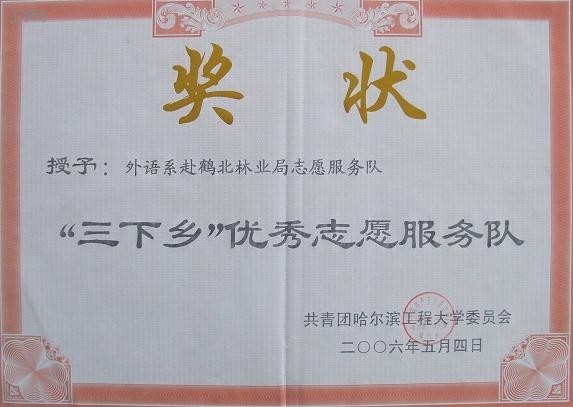 奖 状
授予：外语系赴鹤北林业局志愿服务队
“三下乡”优秀志愿服务队
共青团哈尔滨工程大学委员会
二〇〇六年五月四日